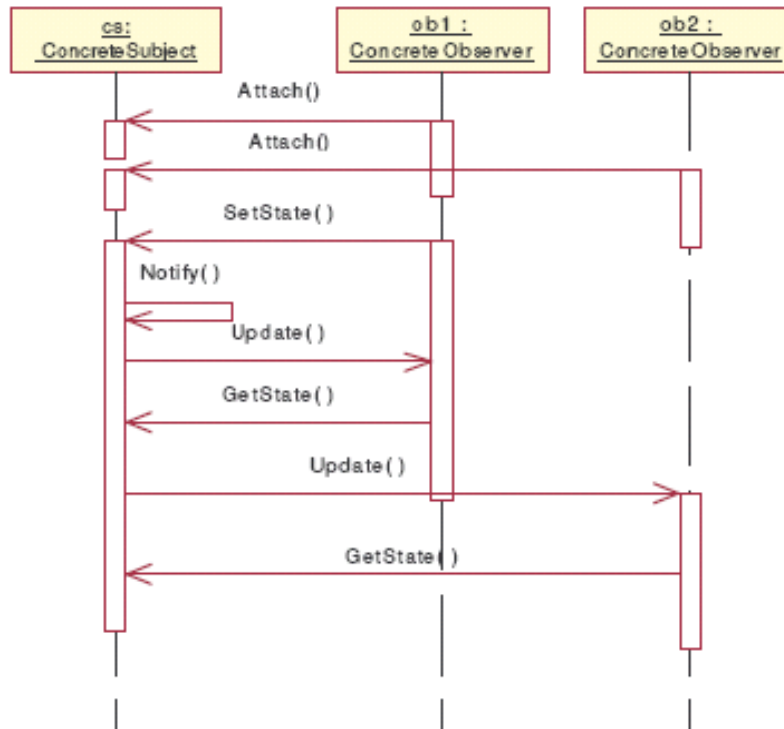 cs:
ConcreteSubject
ob1 :
ConcreteObserver
ob2 :
ConcreteObserver
Attach()
Attach()
SetState( )
Notify( )
Update( )
GetState( )
Update( )
GetState( )